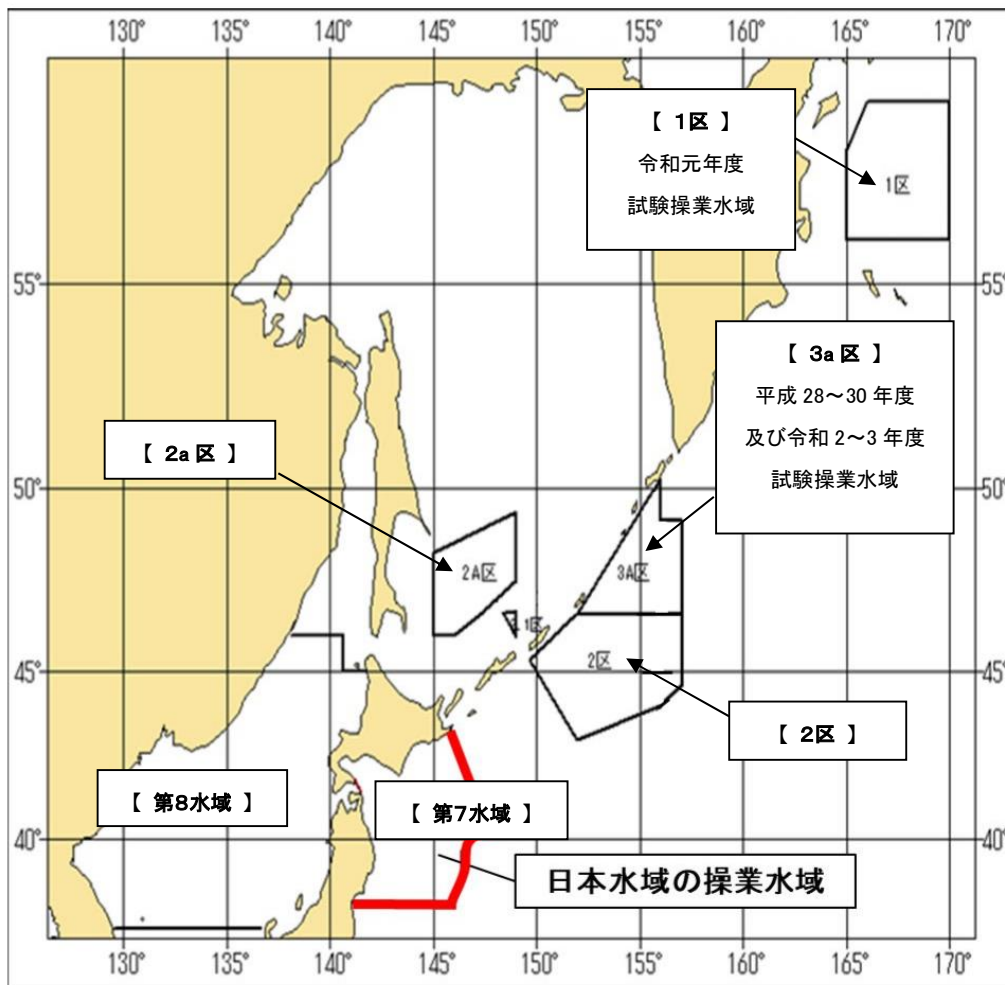 130° 135° 140° 145° 150° 155° 160° 165° 170°
【 1区 】
令和元年度
試験操業水域
1区
55° 55°
【 3a区 】
平成 28～30 年度
及び令和 2～3 年度
試験操業水域
【 2a区 】
50° 50°
2A区
3A区
1区
2区
45° 45°
【 2区 】
【 第8水域 】
【 第7水域 】
40° 40°
日本水域の操業水域
130° 135° 140° 145° 150° 155° 160° 165° 170°